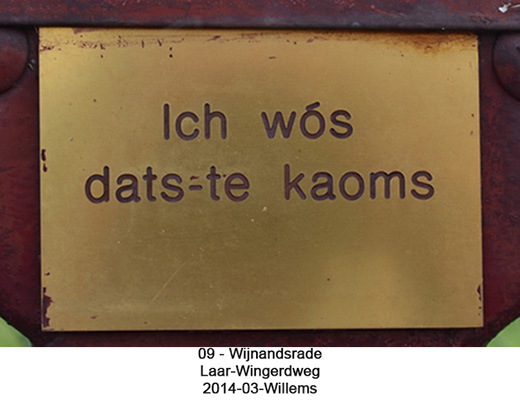 Ich wós
dats-te kaoms
09 - Wijnandsrade
Laar-Wingerdweg
2014-03-Willems